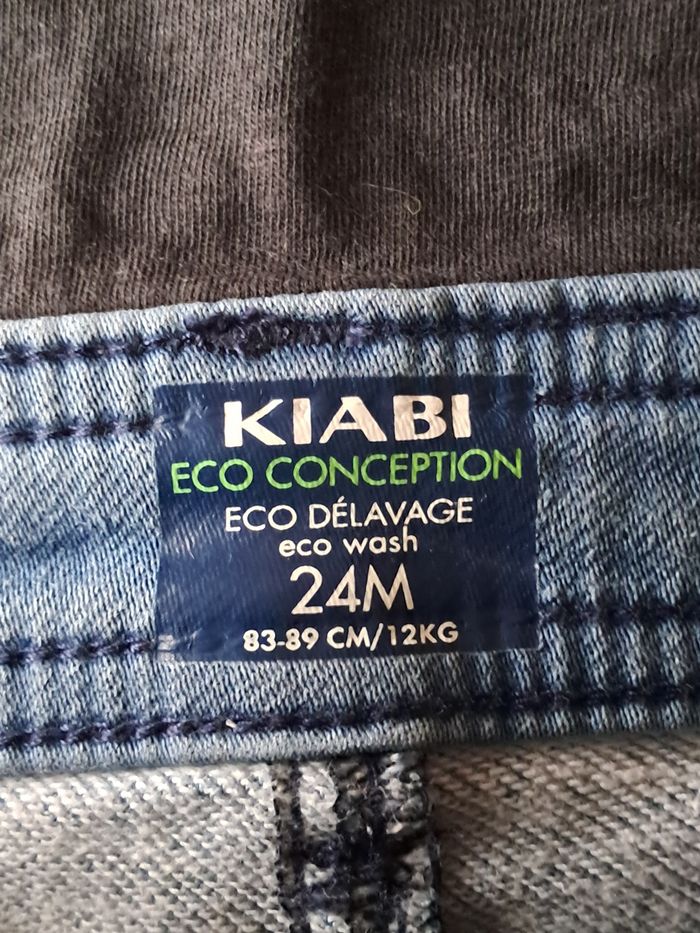 KIABI
ECO CONCEPTION
ECO DÉLAVAGE
eco wash
24M
83-89 CM/12KG